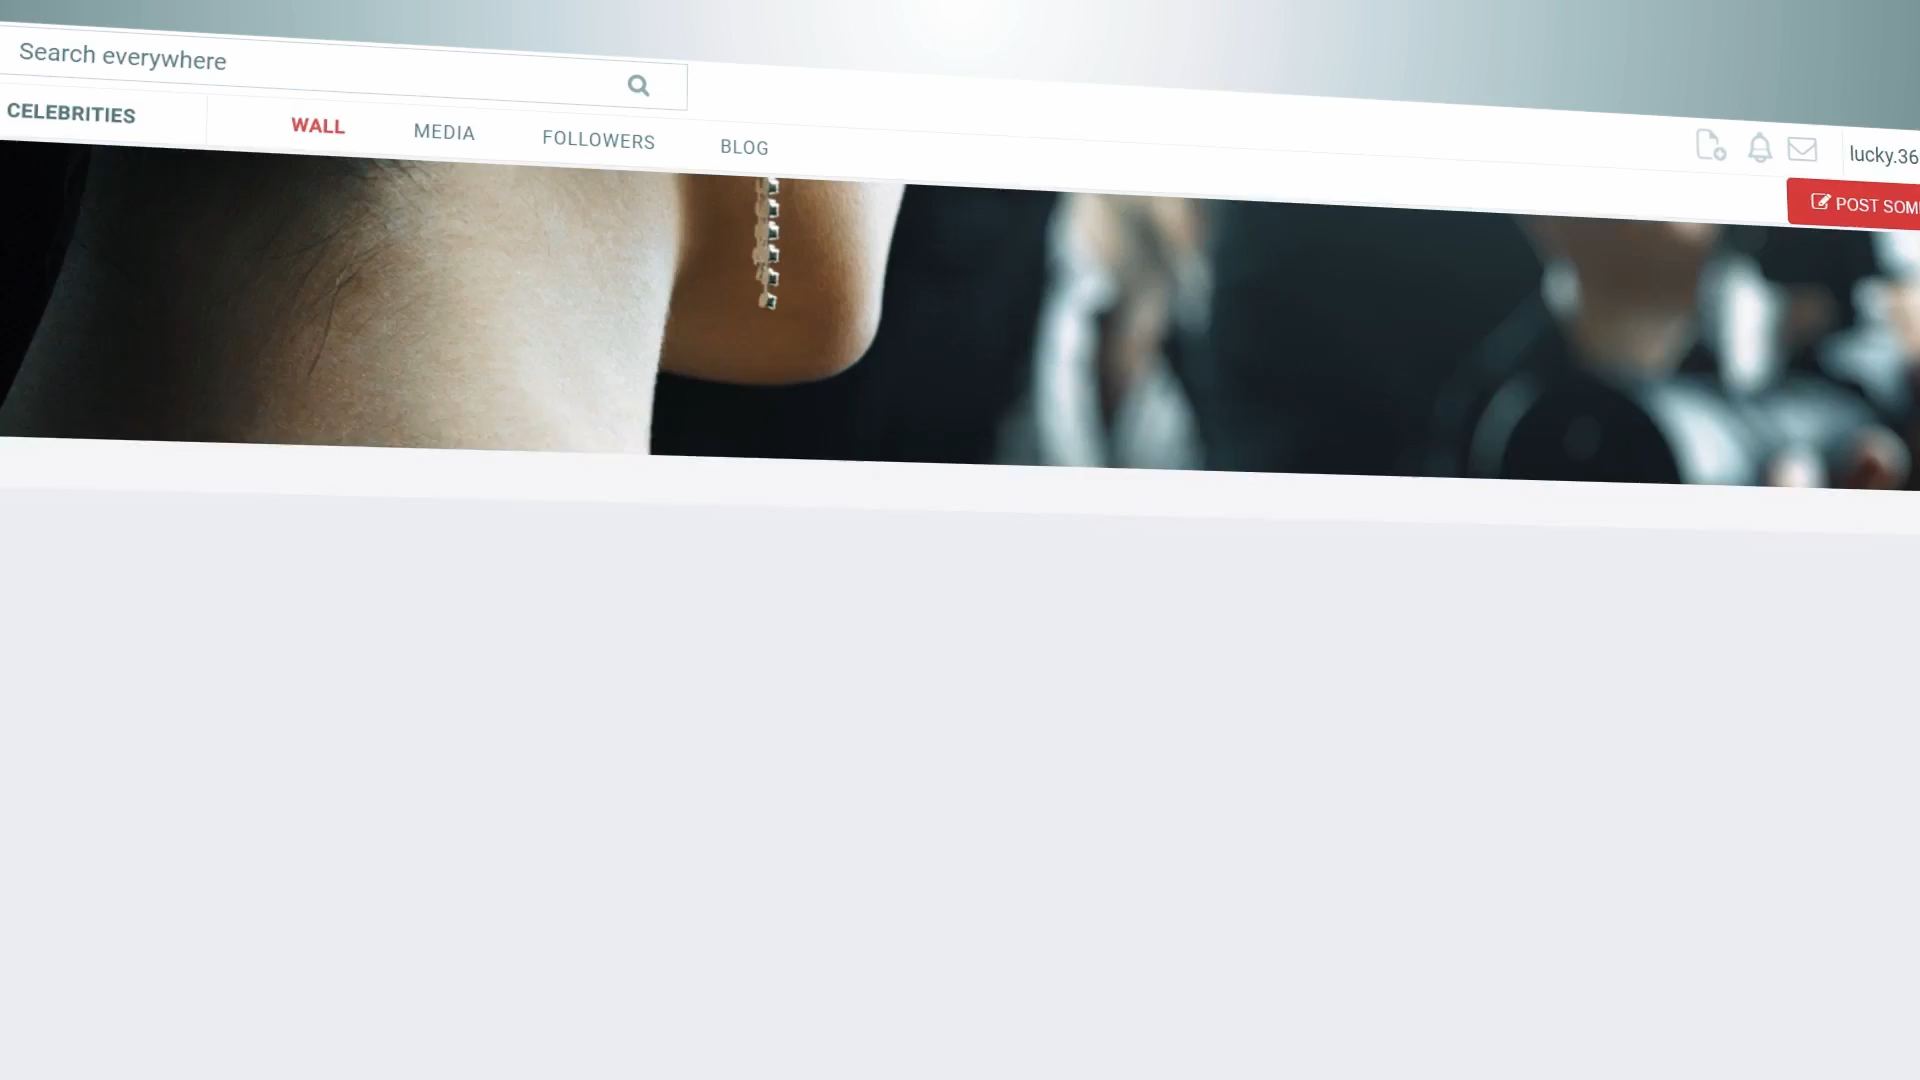 Search everywhere
CELEBRITIES
WALL
MEDIA
FOLLOWERS
BLOG
lucky.36
POST SOM